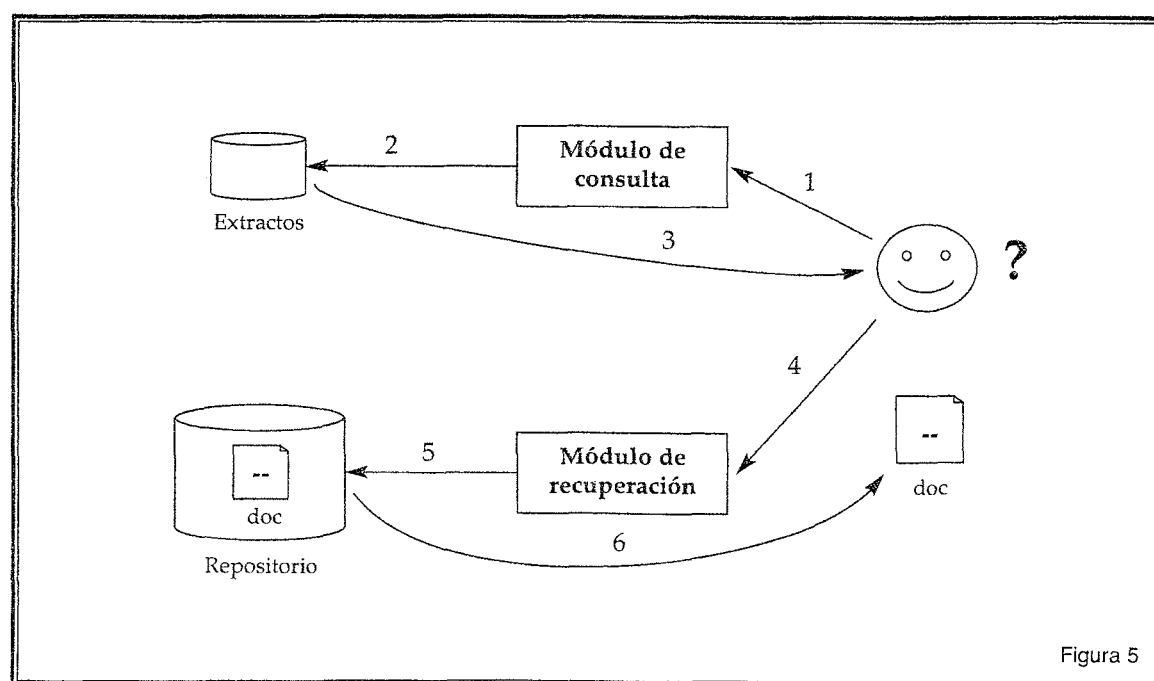 2
Módulo de
consulta
1
Extractos
3
?
4
--
doc
Repositorio
5
Módulo de
recuperación
6
--
doc
Figura 5